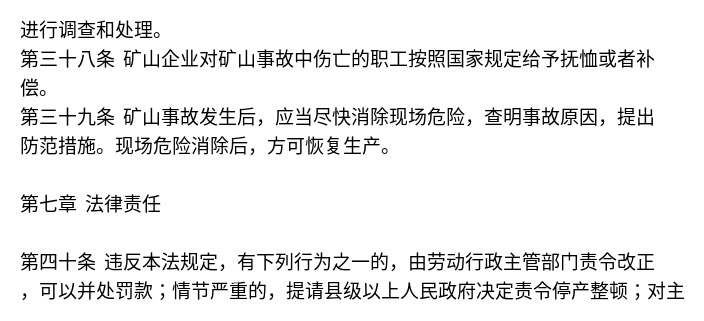 进行调查和处理。
第三十八条 矿山企业对矿山事故中伤亡的职工按照国家规定给予抚恤或者补
偿。
第三十九条 矿山事故发生后，应当尽快消除现场危险，查明事故原因，提出
防范措施。现场危险消除后，方可恢复生产。
第七章 法律责任
第四十条 违反本法规定，有下列行为之一的，由劳动行政主管部门责令改正
，可以并处罚款；情节严重的，提请县级以上人民政府决定责令停产整顿；对主